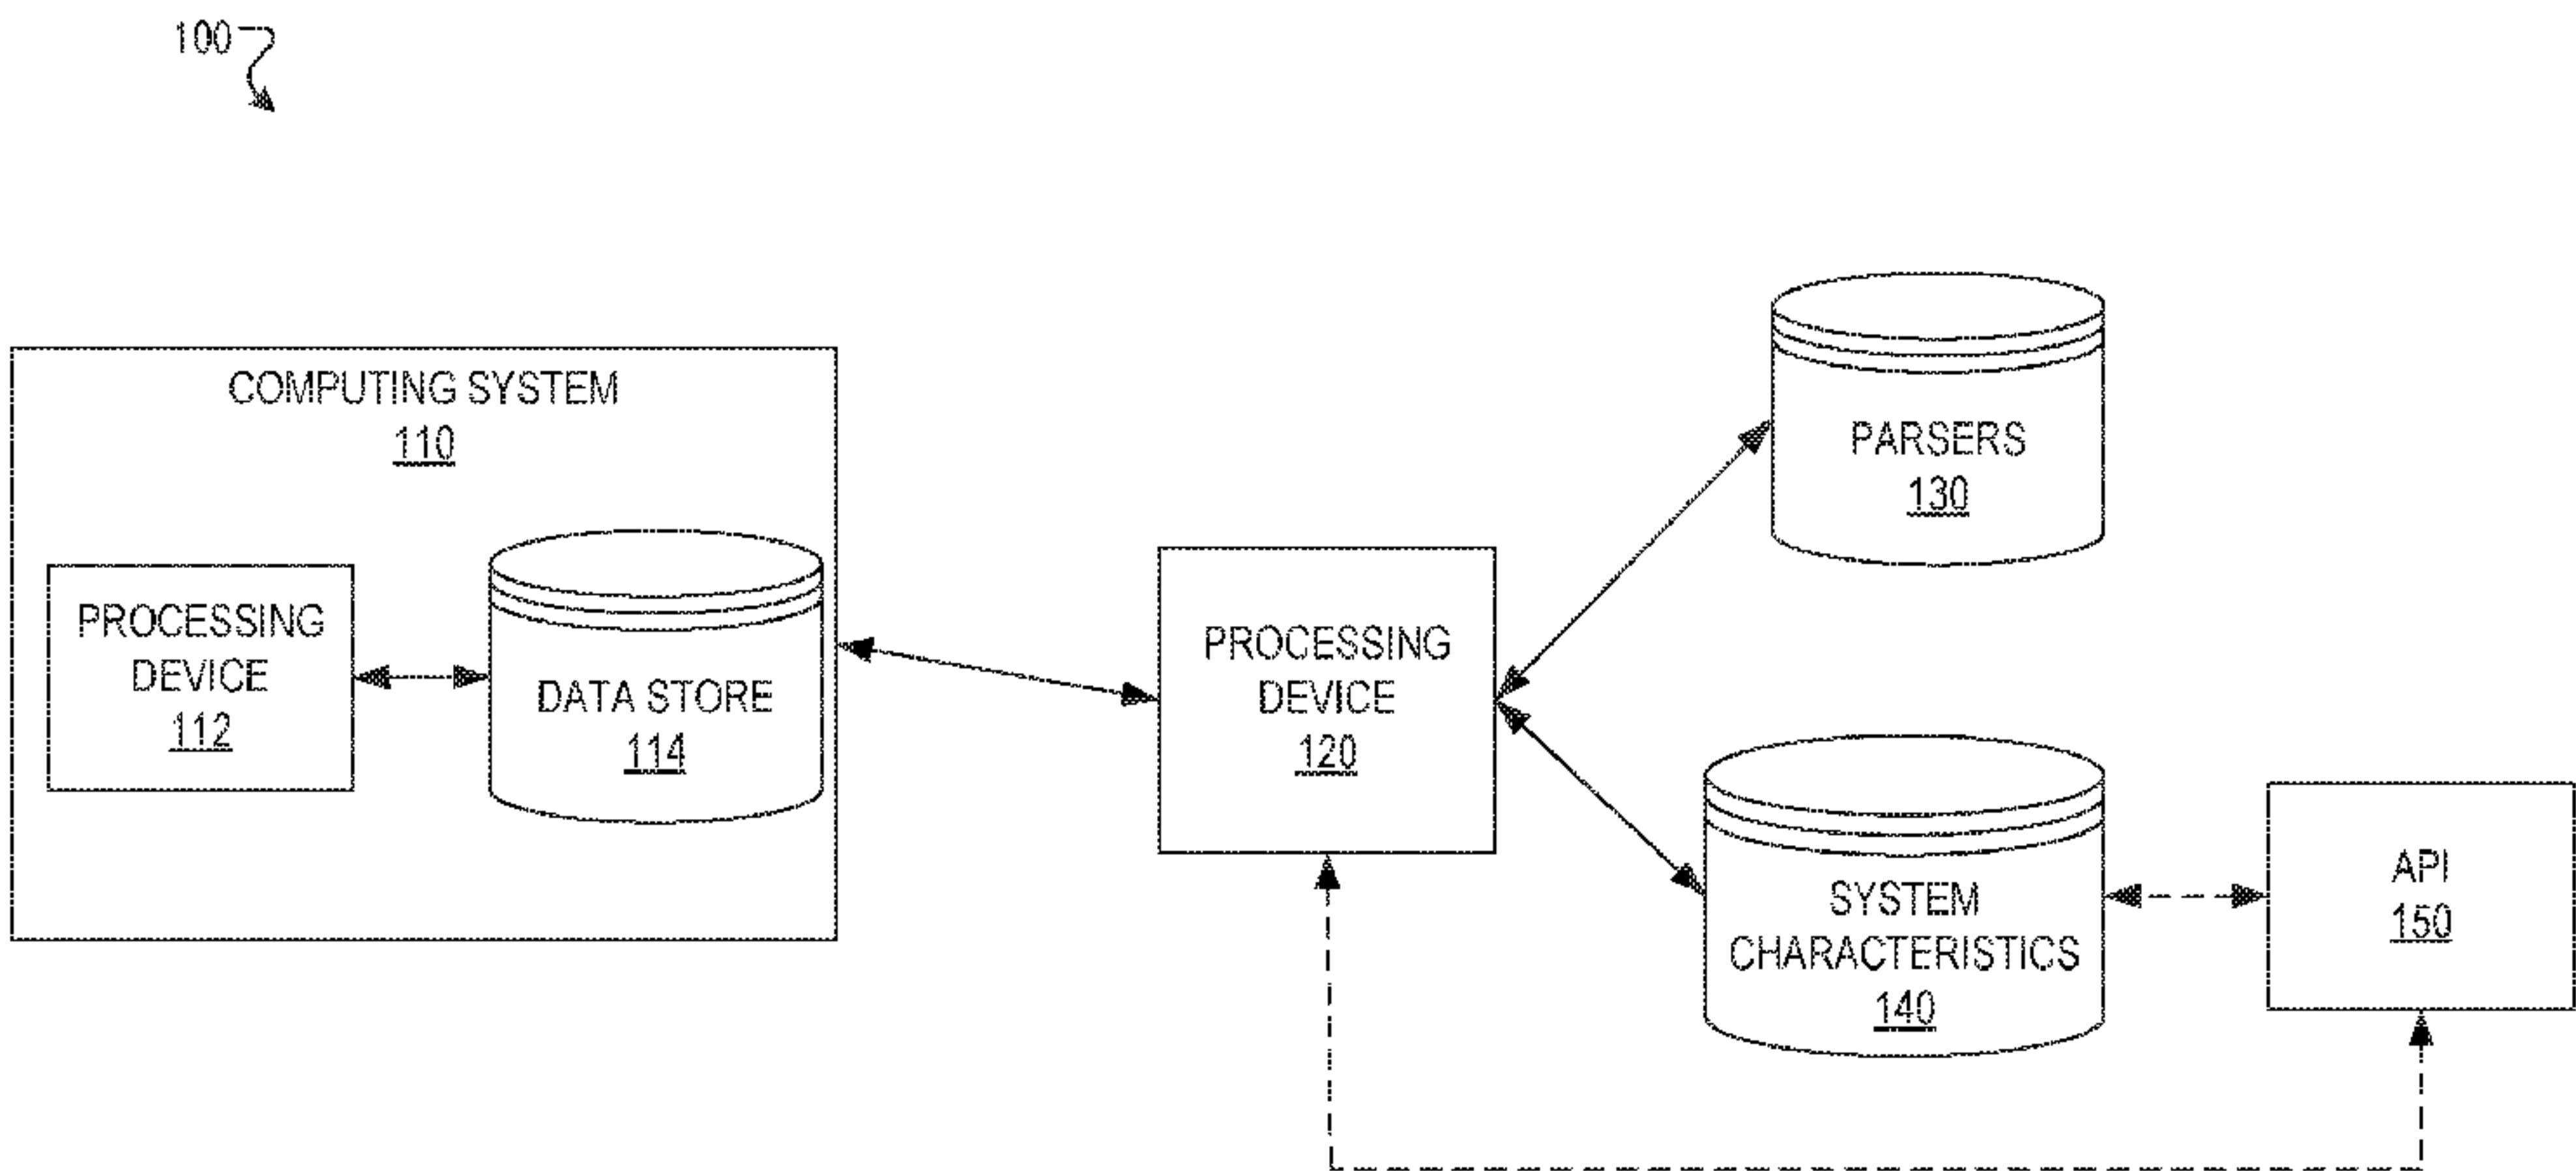 100
COMPUTING SYSTEM
110
PROCESSING
DEVICE
112
DATA STORE
114
PROCESSING
DEVICE
120
PARSERS
130
SYSTEM
CHARACTERISTICS
140
API
150